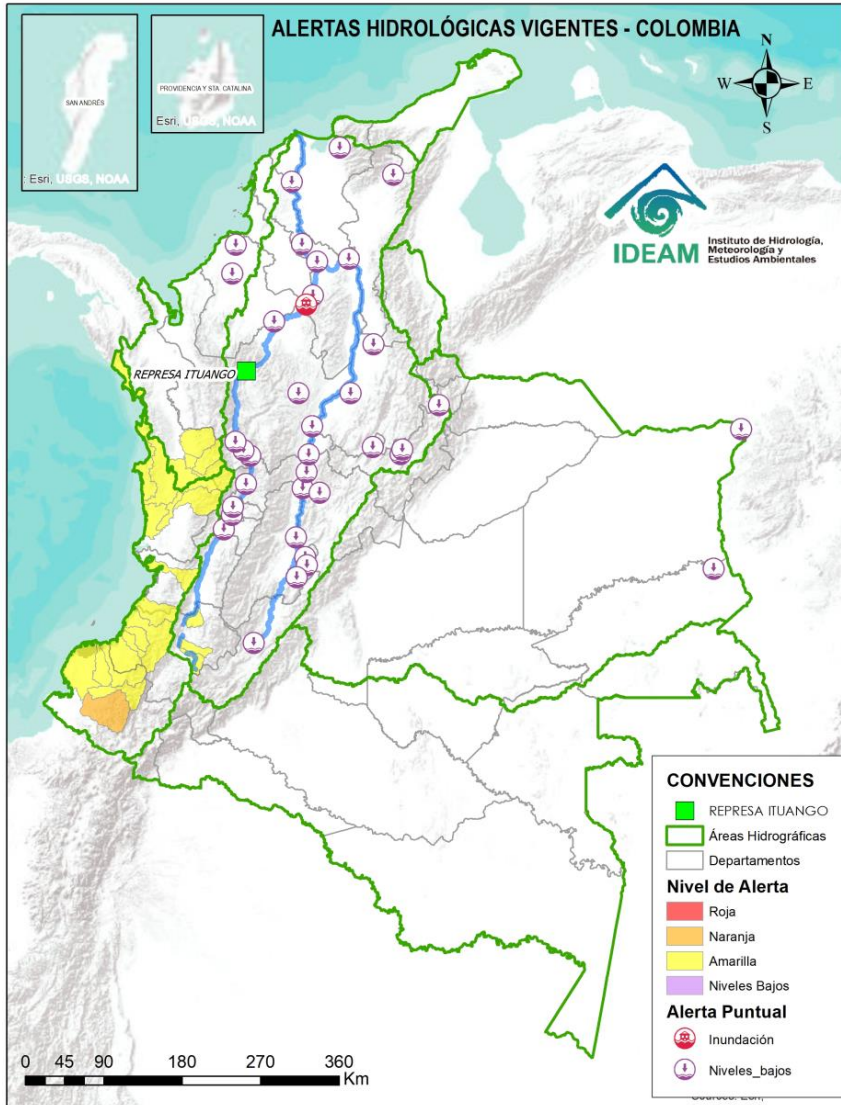 ALERTAS HIDROLÓGICAS VIGENTES - COLOMBIA
SAN ANDRÉS
: Esri, USGS, NOAA
PROVIDENCIA Y STA. CATALINA
Esri, USGS, NOAA
N
W
E
S
IDEAM
Instituto de Hidrología,
Meteorología y
Estudios Ambientales
REPRESA ITUANGO
CONVENCIONES
REPRESA ITUANGO
Áreas Hidrográficas
Departamentos
Nivel de Alerta
Roja
Naranja
Amarilla
Niveles Bajos
Alerta Puntual
Inundación
Niveles_bajos
Sources: Esri,
0 45 90 180 270 360
Km